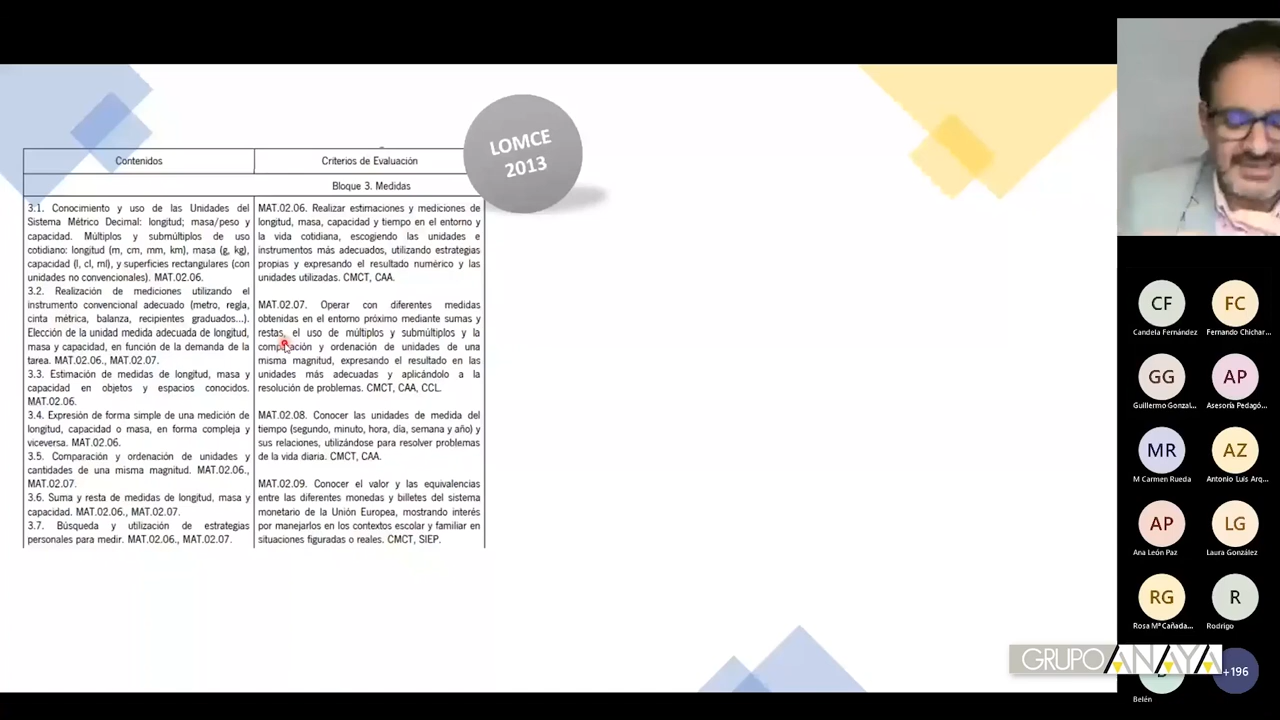 LOMCE
2013
Contenidos
Criterios de Evaluación
Bloque 3. Medidas
3.1. Conocimiento y uso de las Unidades del
Sistema Métrico Decimal: longitud; masa/peso y
capacidad. Múltiplos y submúltiplos de uso
cotidiano: longitud (m, cm, mm, km), masa (g, kg),
capacidad (l, cl, ml), y superficies rectangulares (con
unidades no convencionales). MAT.02.06.
3.2. Realización de mediciones utilizando el
instrumento convencional adecuado (metro, regla,
cinta métrica, balanza, recipientes graduados...).
Elección de la unidad medida adecuada de longitud,
masa y capacidad, en función de la demanda de la
tarea. MAT.02.06., MAT.02.07.
3.3. Estimación de medidas de longitud, masa y
capacidad en objetos y espacios conocidos.
MAT.02.06.
3.4. Expresión de forma simple de una medición de
longitud, capacidad o masa, en forma compleja y
viceversa. MAT.02.06.
3.5. Comparación y ordenación de unidades y
cantidades de una misma magnitud. MAT.02.06.,
MAT.02.07.
3.6. Suma y resta de medidas de longitud, masa y
capacidad. MAT.02.06., MAT.02.07.
3.7. Búsqueda y utilización de estrategias
personales para medir. MAT.02.06., MAT.02.07.
MAT.02.06. Realizar estimaciones y mediciones de
longitud, masa, capacidad y tiempo en el entorno y
la vida cotidiana, escogiendo las unidades e
instrumentos más adecuados, utilizando estrategias
propias y expresando el resultado numérico y las
unidades utilizadas. CMCT, CAA.
MAT.02.07. Operar con diferentes medidas
obtenidas en el entorno próximo mediante sumas y
restas, el uso de múltiplos y submúltiplos y la
comparación y ordenación de unidades de una
misma magnitud, expresando el resultado en las
unidades más adecuadas y aplicándolo a la
resolución de problemas. CMCT, CAA, CCL.
MAT.02.08. Conocer las unidades de medida del
tiempo (segundo, minuto, hora, día, semana y año) y
sus relaciones, utilizándose para resolver problemas
de la vida diaria. CMCT, CAA.
MAT.02.09. Conocer el valor y las equivalencias
entre las diferentes monedas y billetes del sistema
monetario de la Unión Europea, mostrando interés
por manejarlos en los contextos escolar y familiar en
situaciones figuradas o reales. CMCT, SIEP.
CF
FC
Candela Fernández
Fernando Chichar...
GG
AP
Guillermo Gonzal...
Asesoría Pedagó...
MR
AZ
M Carmen Rueda
Antonio Luis Arq...
AP
LG
Ana León Paz
Laura González
RG
R
Rosa Mª Cañada...
Rodrigo
GRUPO ANAYA
+196
Belén